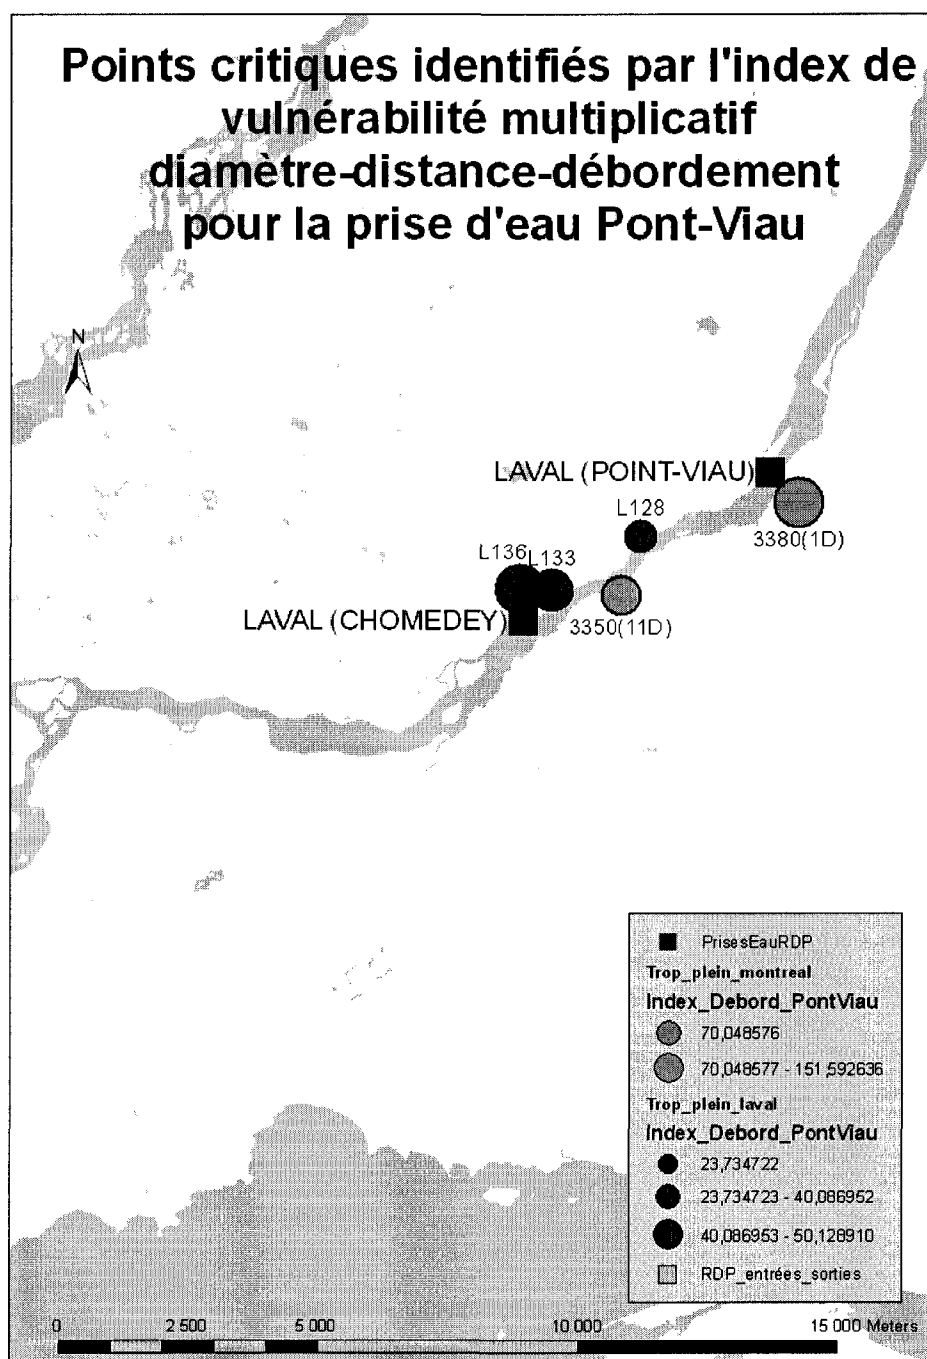 Points critiques identifiés par l'index de
vulnérabilité multiplicatif
diamètre-distance-débordement
pour la prise d'eau Pont-Viau
N
LAVAL (POINT-VIAU)
L128
3380(1D)
L136
L133
LAVAL (CHOMEDEY)
3350(11D)
PrisesEauRDP
Trop_plein_montreal
Index_Debord_PontViau
70,048576
70,048577 - 151,592636
Trop_plein_laval
Index_Debord_PontViau
23,734722
23,734723 - 40,086952
40,086953 - 50,128910
RDP_entrées_sorties
0 2 500 5 000 10 000 15 000 Meters